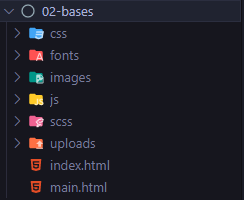 02-bases
css
fonts
images
js
scss
uploads
index.html
main.html